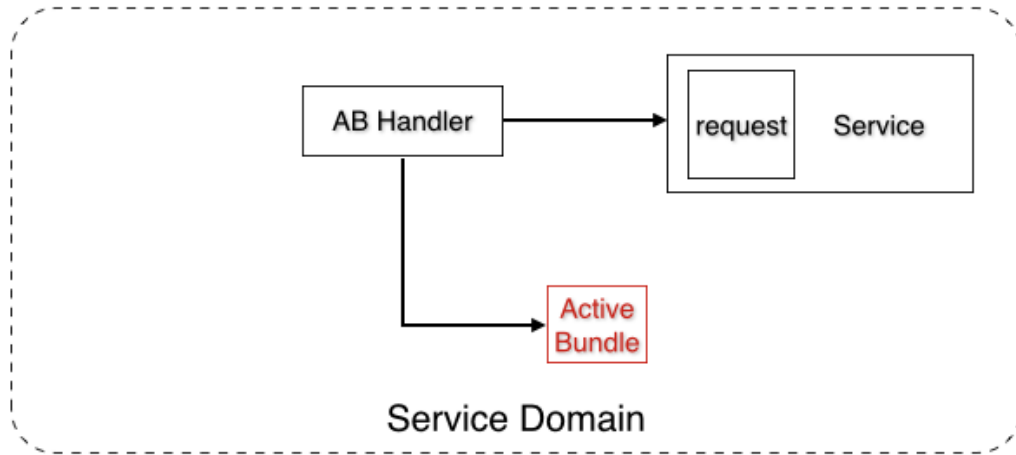 AB Handler
request
Service
Active
Bundle
Service Domain